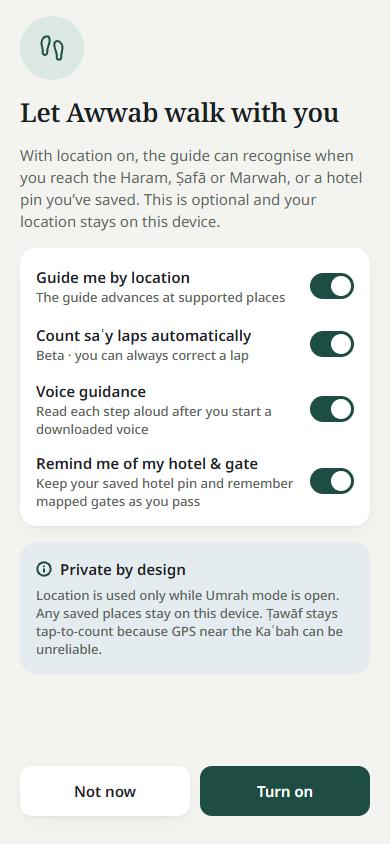 Let Awwab walk with you
With location on, the guide can recognise when
you reach the Haram, Ṣafā or Marwah, or a hotel
pin you’ve saved. This is optional and your
location stays on this device.
Guide me by location
The guide advances at supported places
Count saʿy laps automatically
Beta · you can always correct a lap
Voice guidance
Read each step aloud after you start a
downloaded voice
Remind me of my hotel & gate
Keep your saved hotel pin and remember
mapped gates as you pass
Private by design
Location is used only while Umrah mode is open.
Any saved places stay on this device. Ṭawāf stays
tap-to-count because GPS near the Kaʿbah can be
unreliable.
Not now
Turn on